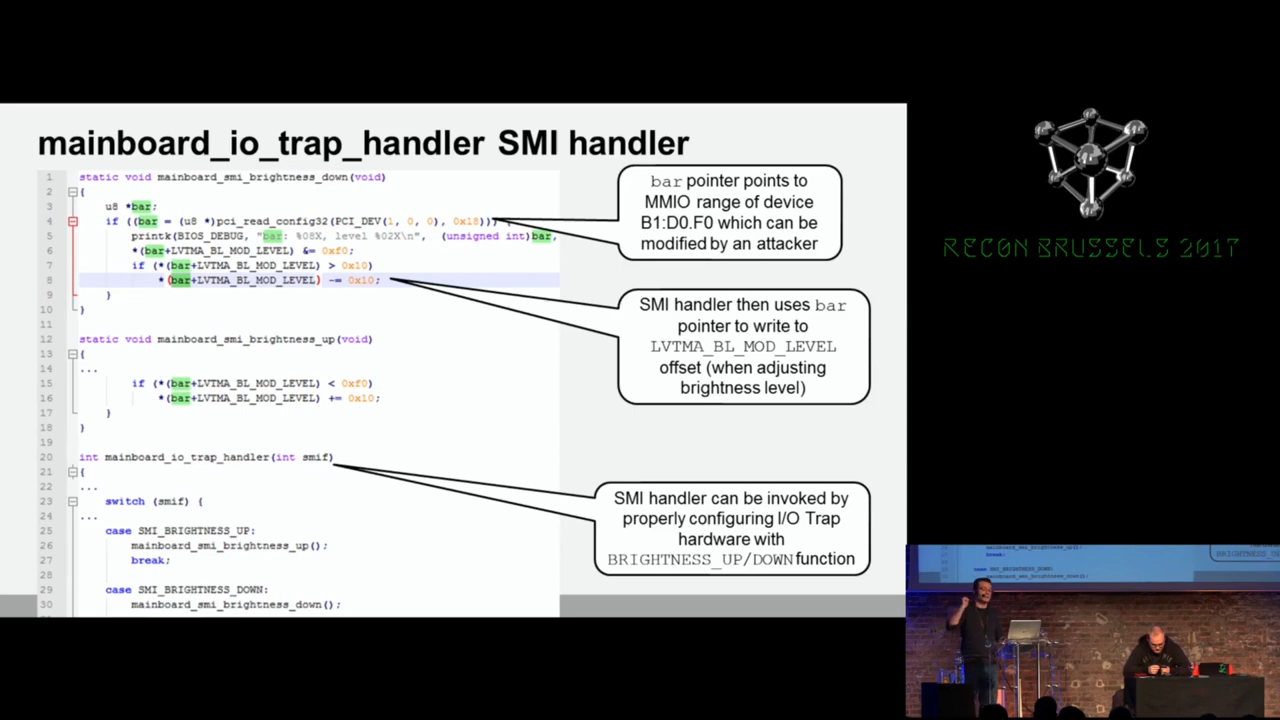 mainboard_io_trap_handler SMI handler
1 static void mainboard_smi_brightness_down(void)
2 {
3 u8 *bar;
4 if ((bar = (u8 *)pci_read_config32(PCI_DEV(1, 0, 0), 0x18)))
5 printk(BIOS_DEBUG, "bar: %08X, level %02X\n", (unsigned int)bar,
6 *(bar+LVTMA_BL_MOD_LEVEL) &= 0xf0;
7 if (*(bar+LVTMA_BL_MOD_LEVEL) > 0x10)
8 *(bar+LVTMA_BL_MOD_LEVEL) -= 0x10;
9 }
10 }
11
12 static void mainboard_smi_brightness_up(void)
13 {
14 ...
15 if (*(bar+LVTMA_BL_MOD_LEVEL) < 0xf0)
16 *(bar+LVTMA_BL_MOD_LEVEL) += 0x10;
17 }
18 }
19
20 int mainboard_io_trap_handler(int smif)
21 {
22 ...
23 switch (smif) {
24 ...
25 case SMI_BRIGHTNESS_UP:
26 mainboard_smi_brightness_up();
27 break;
28
29 case SMI_BRIGHTNESS_DOWN:
30 mainboard_smi_brightness_down();
bar pointer points to
MMIO range of device
B1:D0.F0 which can be
modified by an attacker
SMI handler then uses bar
pointer to write to
LVTMA_BL_MOD_LEVEL
offset (when adjusting
brightness level)
SMI handler can be invoked by
properly configuring I/O Trap
hardware with
BRIGHTNESS_UP/DOWN function
RECON BRUSSELS 2017
mainboard_smi_brightness_up();
break;
case SMI_BRIGHTNESS_DOWN:
mainboard_smi_brightness_down();
BRIGHTNESS_UP